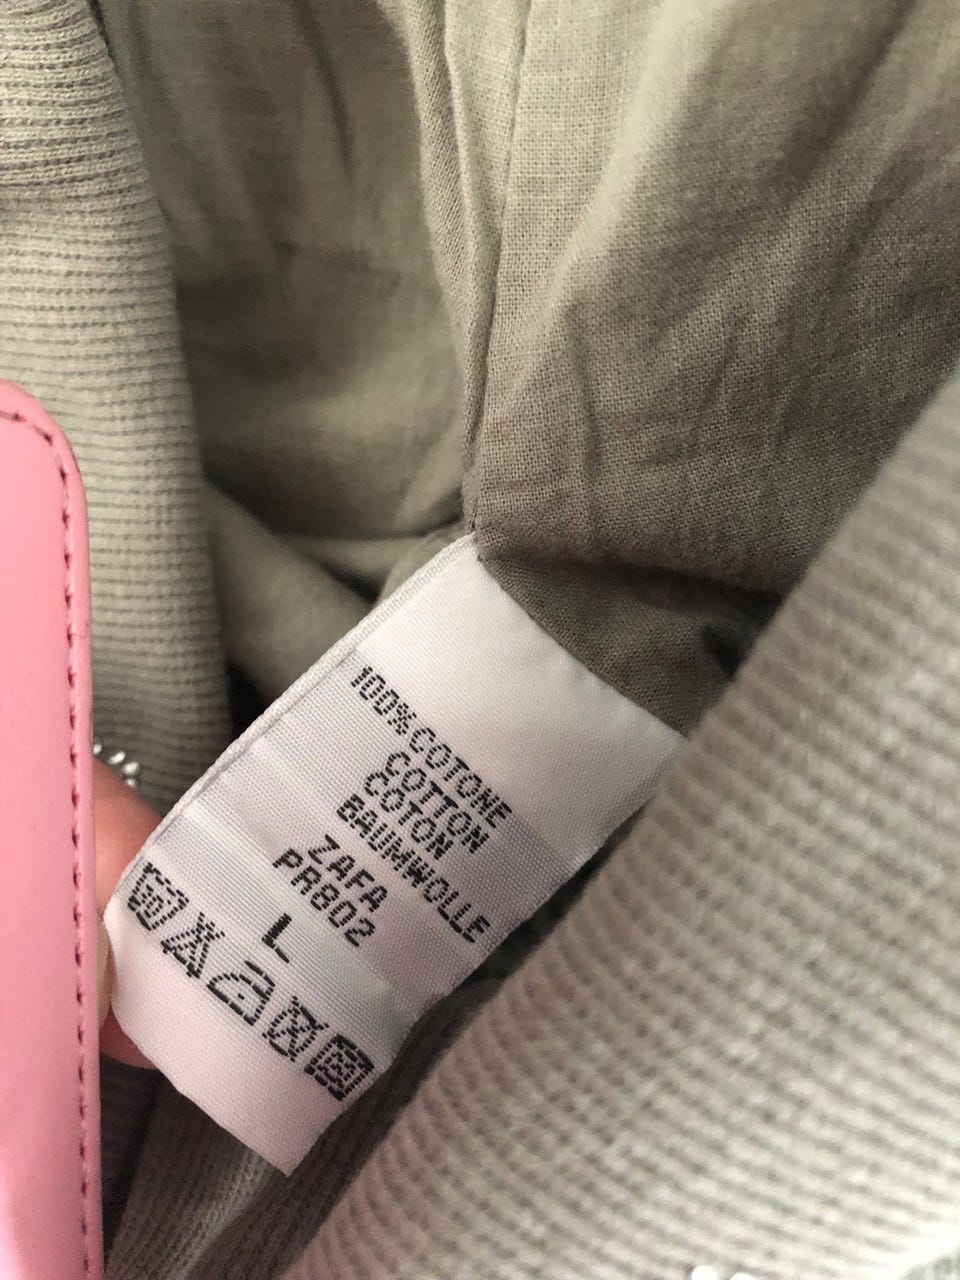 100% COTONE
COTTON
COTON
BAUMWOLLE
ZAFA
PR802
L